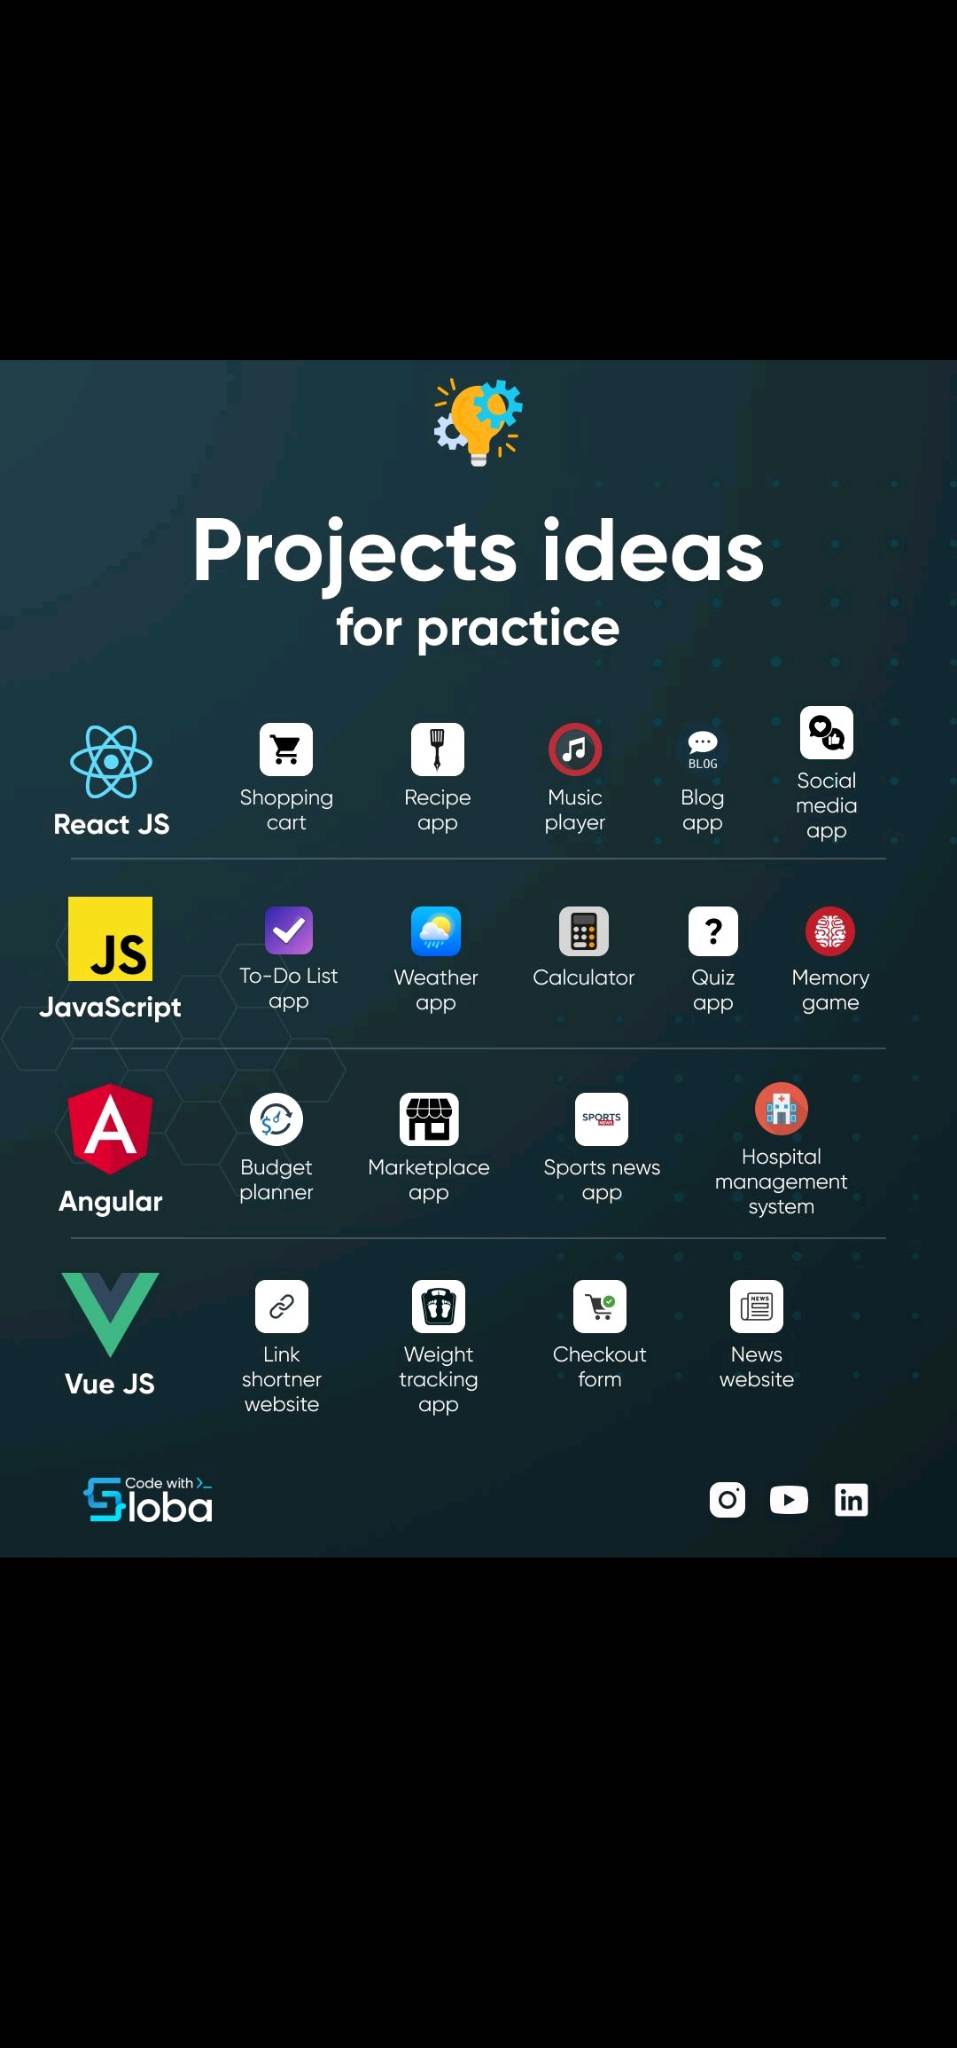 Projects ideas
for practice
React JS
Shopping
cart
Recipe
app
Music
player
BLOG
Blog
app
Social
media
app
JS
JavaScript
To-Do List
app
Weather
app
Calculator
?
Quiz
app
Memory
game
A
Angular
$
Budget
planner
Marketplace
app
SPORTS
NEWS
Sports news
app
Hospital
management
system
Vue JS
Link
shortner
website
Weight
tracking
app
Checkout
form
NEWS
News
website
Code with >_
Sloba
in